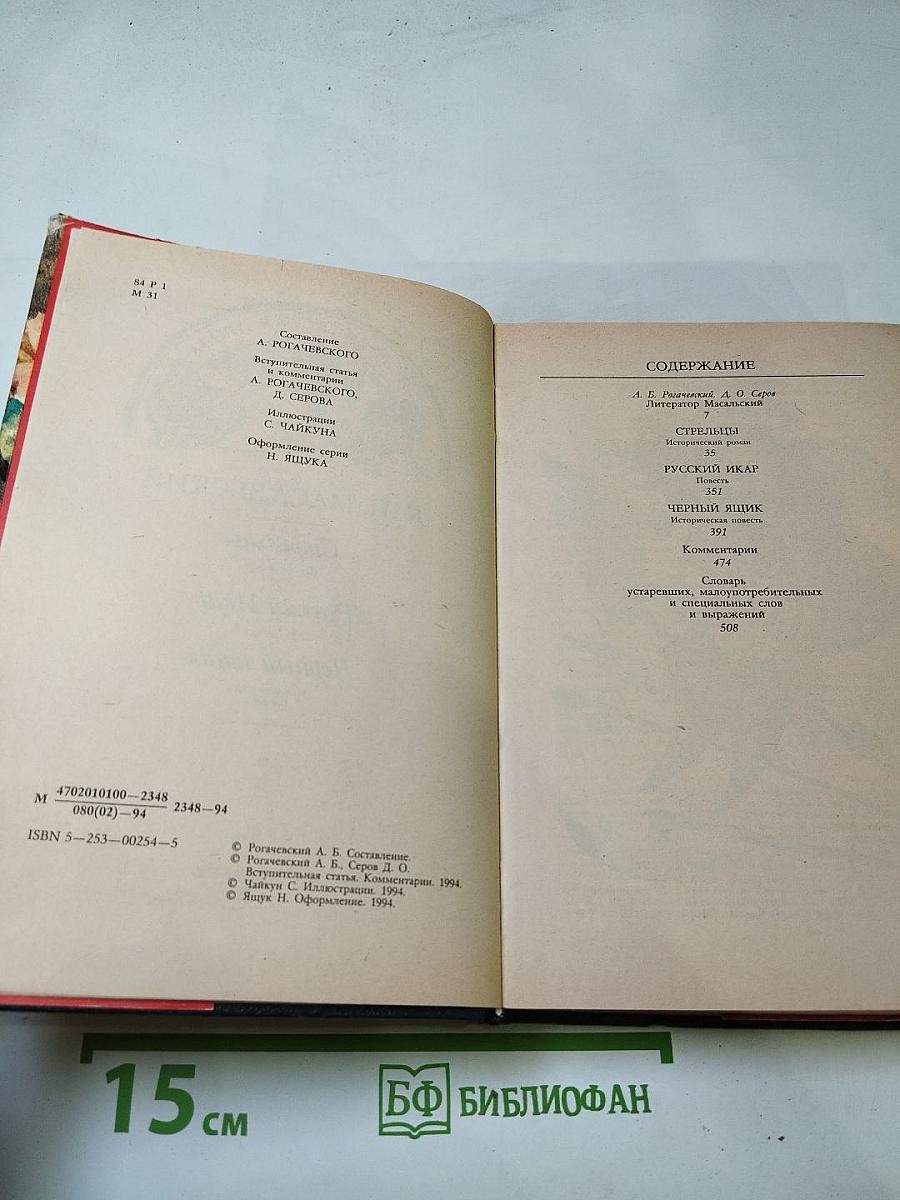 84 Р 1
М 31
Составление
А. РОГАЧЕВСКОГО
Вступительная статья
и комментарии
А. РОГАЧЕВСКОГО,
Д. СЕРОВА
Иллюстрации
С. ЧАЙКУНА
Оформление серии
Н. ЯЩУКА
М 4702010100—2348
080(02)—94 2348—94
ISBN 5—253—00254—5
© Рогачевский А. Б. Составление.
© Рогачевский А. Б., Серов Д. О.
Вступительная статья. Комментарии. 1994.
© Чайкун С. Иллюстрации. 1994.
© Ящук Н. Оформление. 1994.
СОДЕРЖАНИЕ
А. Б. Рогачевский, Д. О. Серов
Литератор Масальский
7
СТРЕЛЬЦЫ
Исторический роман
35
РУССКИЙ ИКАР
Повесть
351
ЧЕРНЫЙ ЯЩИК
Историческая повесть
391
Комментарии
474
Словарь
устаревших, малоупотребительных
и специальных слов
и выражений
508
15 см
БФ БИБЛИОФАН